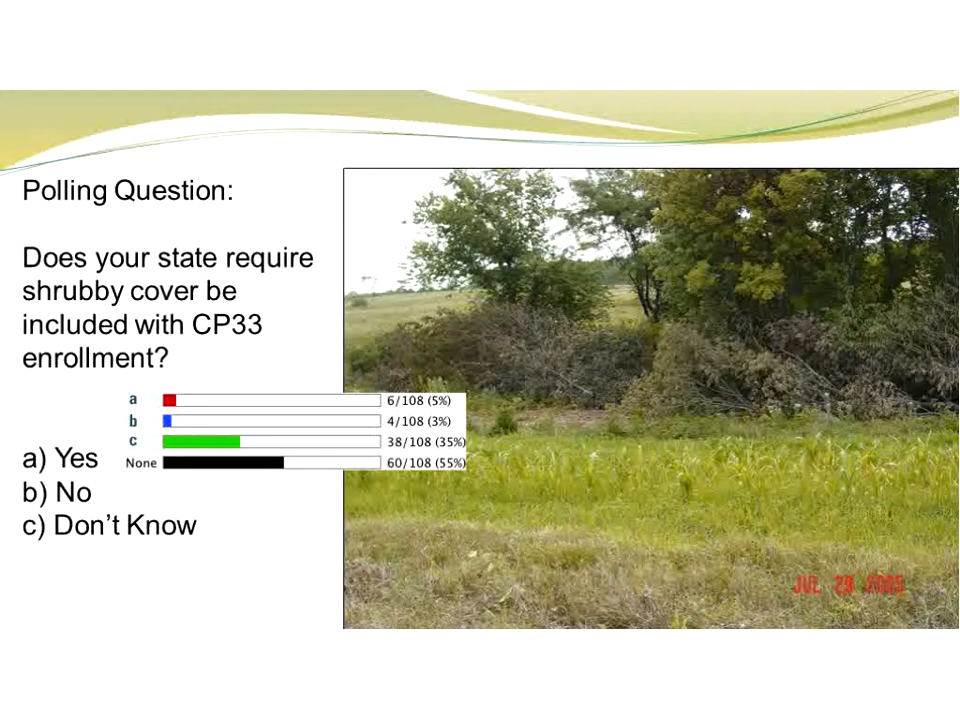 Polling Question:
Does your state require
shrubby cover be
included with CP33
enrollment?
a 6/108 (5%)
b 4/108 (3%)
c 38/108 (35%)
None 60/108 (55%)
a) Yes
b) No
c) Don’t Know
JUL 29 2005